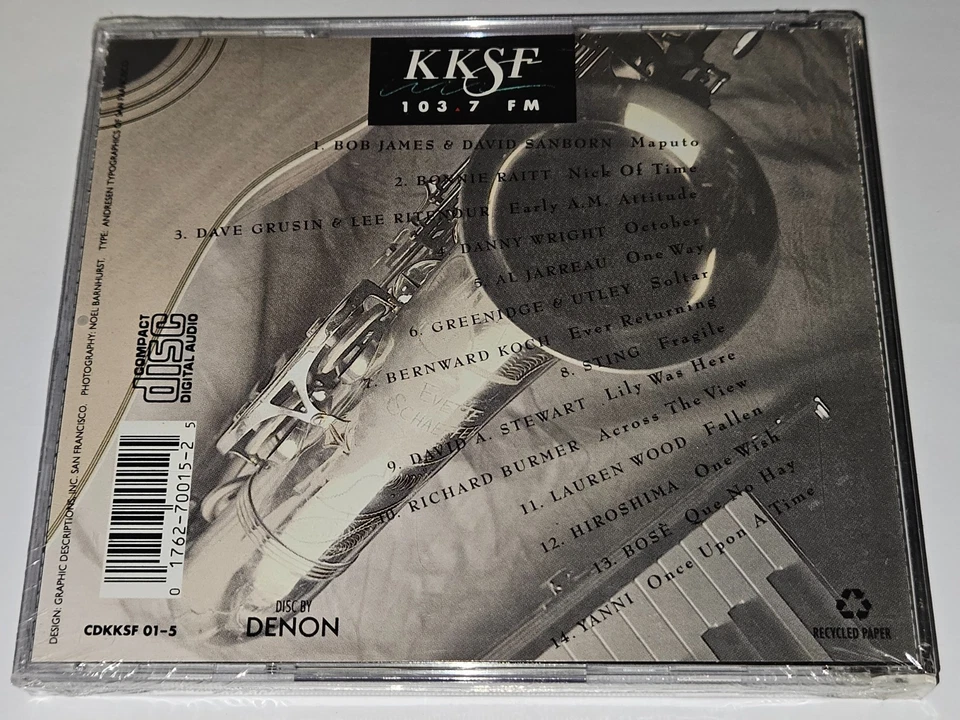 KKSF
103.7 FM
1. BOB JAMES & DAVID SANBORN Maputo
2. BONNIE RAITT Nick Of Time
3. DAVE GRUSIN & LEE RITENOUR Early A.M. Attitude
4. DANNY WRIGHT October
5. AL JARREAU One Way
6. GREENIDGE & UTLEY Soltar
7. BERNWARD KOCH Ever Returning
8. STING Fragile
9. DAVID A. STEWART Lily Was Here
10. RICHARD BURMER Across The View
11. LAUREN WOOD Fallen
12. HIROSHIMA One Wish
13. BOSÈ Que No Hay
14. YANNI Once Upon A Time
DESIGN: GRAPHIC DESCRIPTIONS, INC. SAN FRANCISCO. PHOTOGRAPHY: NOEL BARNHURST. TYPE: ANDRESEN TYPOGRAPHICS OF SAN FRANCISCO
COMPACT
disc
DIGITAL AUDIO
0 1762-70015-2 5
CDKKSF 01-5
DISC BY
DENON
RECYCLED PAPER